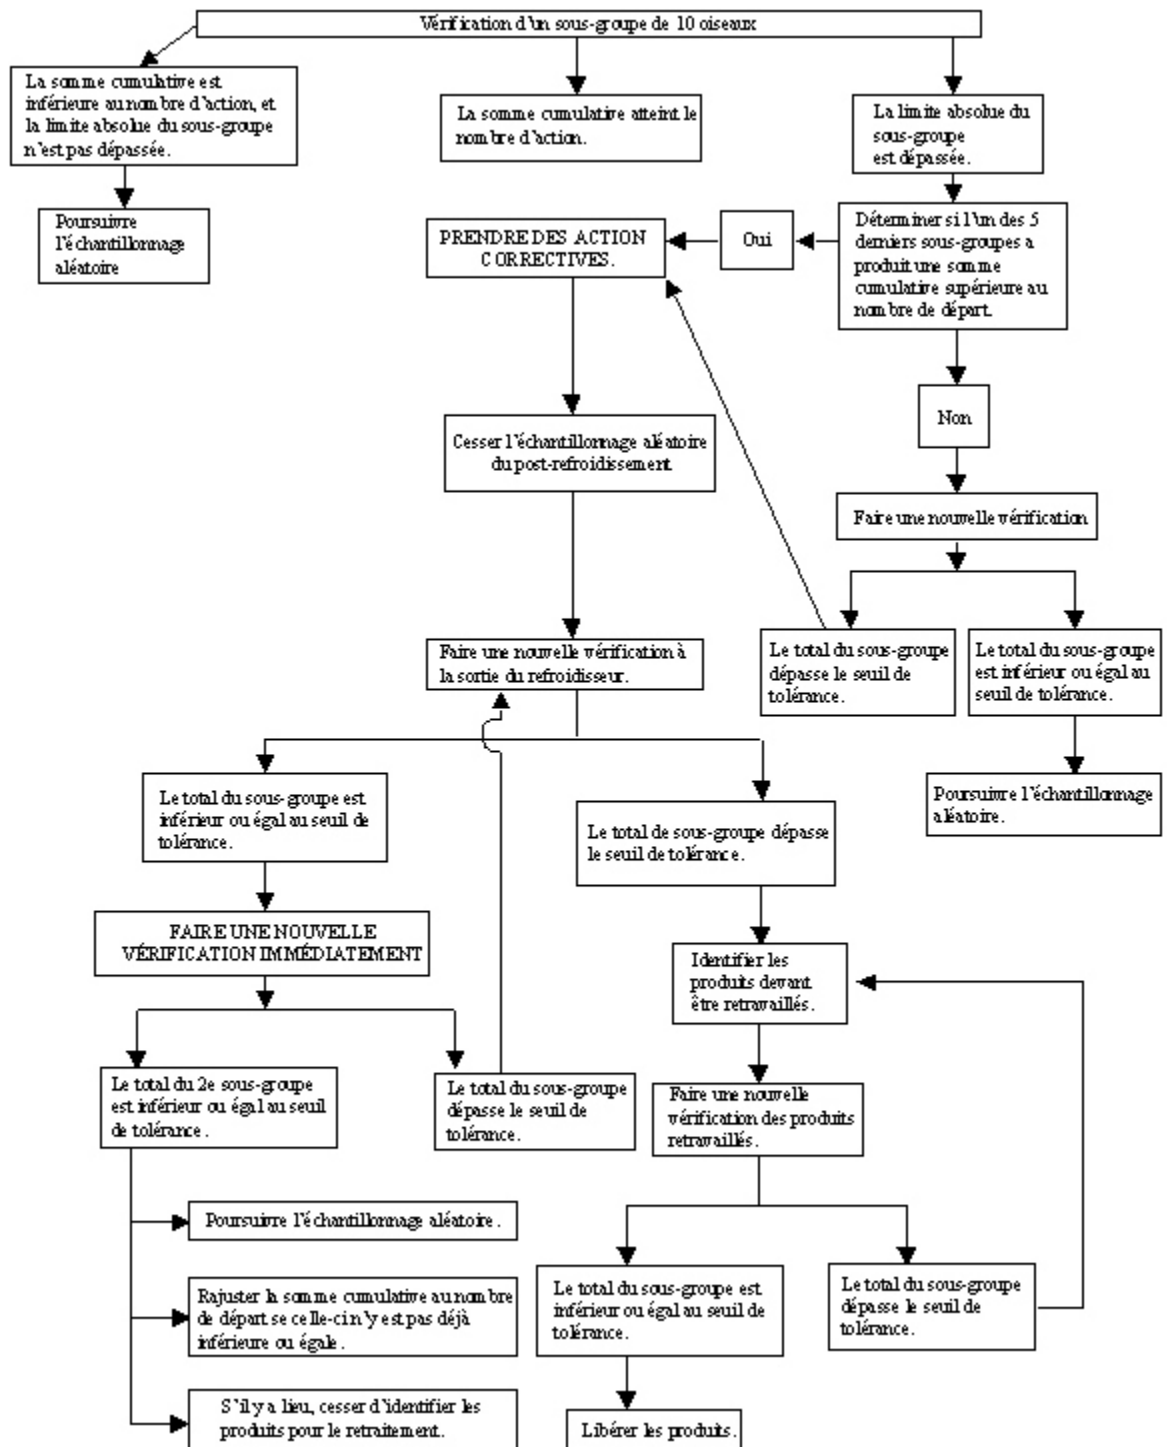 Vérification d'un sous-groupe de 10 oiseaux
La somme cumulative est
inférieure au nombre d'action, et
la limite absolue du sous-groupe
n'est pas dépassée.
La somme cumulative atteint le
nombre d'action.
La limite absolue du
sous-groupe
est dépassée.
Poursuivre
l'échantillonnage
aléatoire
PRENDRE DES ACTION
CORRECTIVES.
Oui
Déterminer si l'un des 5
derniers sous-groupes a
produit une somme
cumulative supérieure au
nombre de départ.
Non
Cesser l'échantillonnage aléatoire
du post-refroidissement
Faire une nouvelle vérification
Faire une nouvelle vérification à
la sortie du refroidisseur.
Le total du sous-groupe
dépasse le seuil de
tolérance.
Le total du sous-groupe
est inférieur ou égal au
seuil de tolérance.
Poursuivre l'échantillonnage
aléatoire.
Le total du sous-groupe est
inférieur ou égal au seuil de
tolérance.
Le total de sous-groupe dépasse
le seuil de tolérance.
FAIRE UNE NOUVELLE
VÉRIFICATION IMMÉDIATEMENT
Identifier les
produits devant
être retravaillés.
Le total du 2e sous-groupe
est inférieur ou égal au seuil
de tolérance.
Le total du sous-groupe
dépasse le seuil de
tolérance.
Faire une nouvelle
vérification des produits
retravaillés.
Poursuivre l'échantillonnage aléatoire.
Rajuster la somme cumulative au nombre
de départ se celle-ci n'y est pas déjà
inférieure ou égale.
S'il y a lieu, cesser d'identifier les
produits pour le retraitement.
Le total du sous-groupe est
inférieur ou égal au seuil de
tolérance.
Le total du sous-groupe
dépasse le seuil de
tolérance.
Libérer les produits.